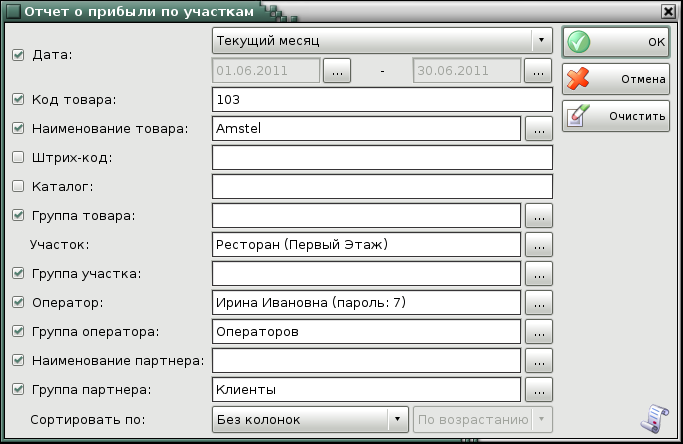 Отчет о прибыли по участкам
Дата:
Текущий месяц
01.06.2011 ... - 30.06.2011 ...
Код товара: 103
Наименование товара: Amstel ...
Штрих-код:
Каталог:
Группа товара: ...
Участок: Ресторан (Первый Этаж) ...
Группа участка: ...
Оператор: Ирина Ивановна (пароль: 7) ...
Группа оператора: Операторов ...
Наименование партнера: ...
Группа партнера: Клиенты ...
Сортировать по: Без колонок По возрастанию
OK
Отмена
Очистить